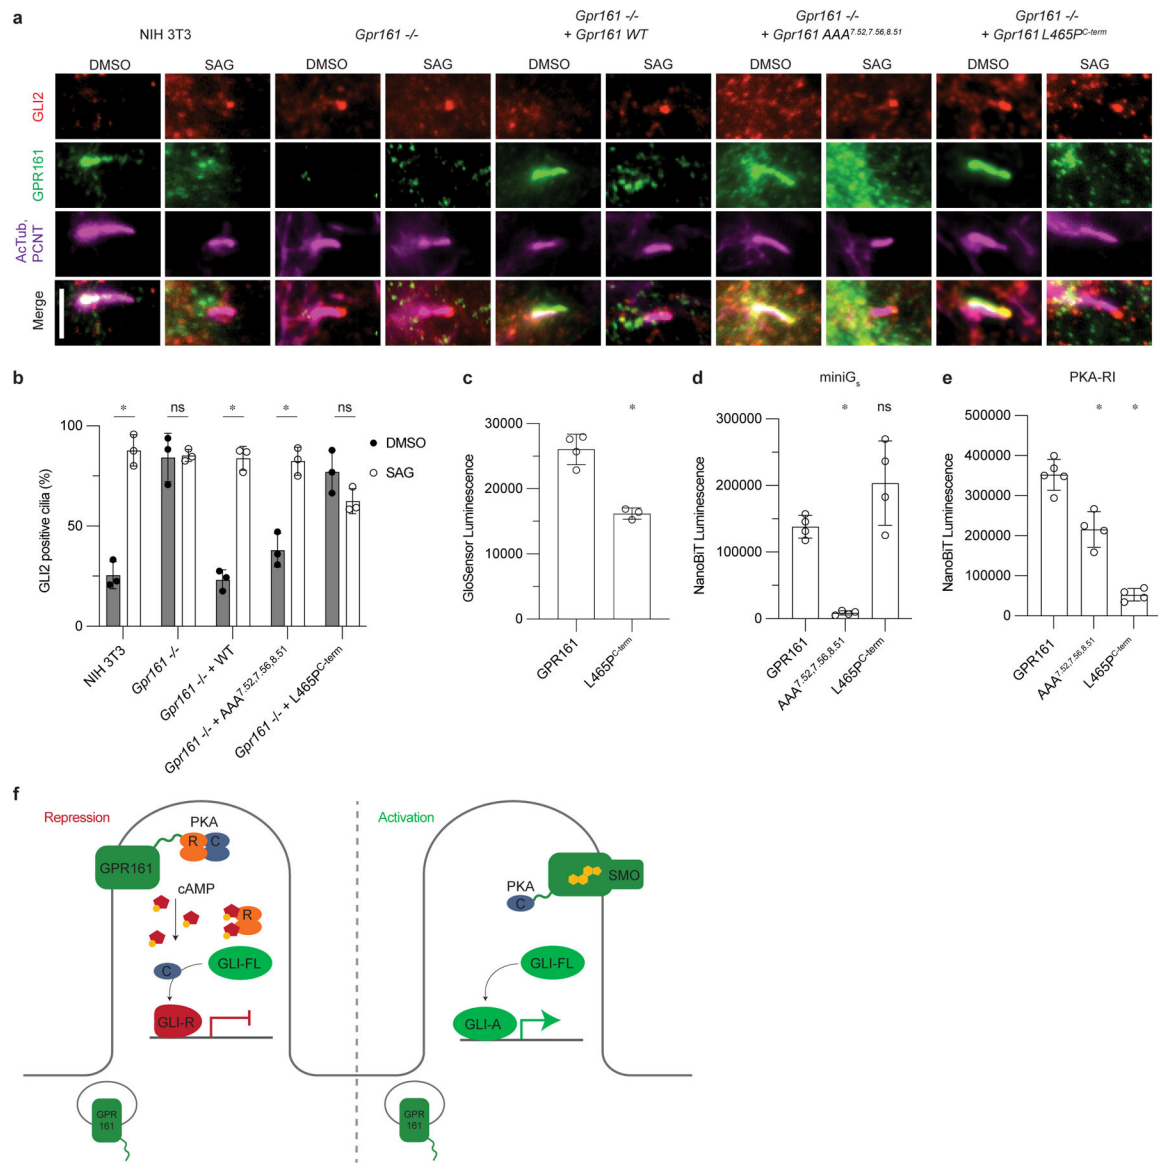 a
NIH 3T3
Gpr161 -/-
Gpr161 -/-
+ Gpr161 WT
Gpr161 -/-
+ Gpr161 AAA7.52,7.56,8.51
Gpr161 -/-
+ Gpr161 L465PC-term
DMSO SAG DMSO SAG DMSO SAG DMSO SAG DMSO SAG
GLI2
GPR161
AcTub,
PCNT
Merge
b
GLI2 positive cilia (%)
100
50
0
* ns * * ns
DMSO
SAG
NIH 3T3
Gpr161 -/-
Gpr161 -/- + WT
Gpr161 -/- + AAA7.52,7.56,8.51
Gpr161 -/- + L465PC-term
c
GloSensor Luminescence
40000
30000
20000
10000
0
*
GPR161
L465PC-term
d
miniGs
NanoBiT Luminescence
300000
200000
100000
0
* ns
GPR161
AAA7.52,7.56,8.51
L465PC-term
e
PKA-RI
NanoBiT Luminescence
500000
400000
300000
200000
100000
0
* *
GPR161
AAA7.52,7.56,8.51
L465PC-term
f
Repression
PKA
R C
GPR161
cAMP
R
C
GLI-FL
GLI-R
GPR
161
Activation
PKA
C
SMO
GLI-FL
GLI-A
GPR
161